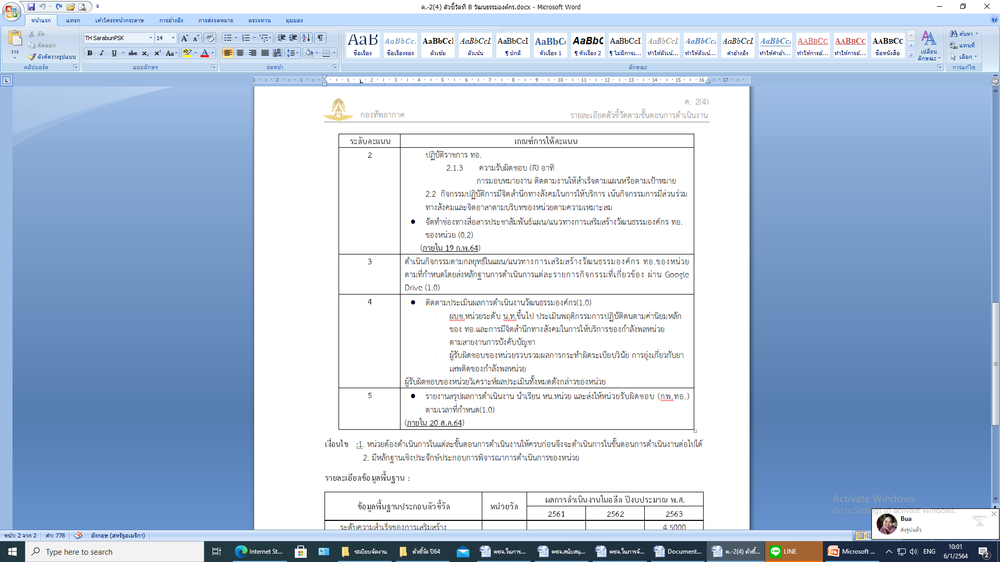 ค.-2(4) ตัวชี้วัดที่ 8 วัฒนธรรมองค์กร.docx - Microsoft Word
หน้าแรก แทรก เค้าโครงหน้ากระดาษ การอ้างอิง การส่งจดหมาย ตรวจทาน มุมมอง
วาง
ตัด
คัดลอก
ตัวคัดวางรูปแบบ
คลิปบอร์ด
TH SarabunPSK 14
แบบอักษร
ย่อหน้า
AaB AaBbCcL AaBbCcI AaBbCcL AaBbCcI AaBbCc AaBbC AaBbCcI AaBbCcL AaBbCcL AaBbCcL AaBbCcL AABBCC AABBCC AABBCC
ชื่อเรื่อง ชื่อเรื่องรอง ตัวเข้ม ตัวเน้น ¶ ปกติ หัวเรื่อง 1 ¶ หัวเรื่อง 2 ¶ ไม่มีการเ... ทำให้ตัวเน้... ทำให้ตัวเน้... คำอ้างอิง ทำให้คำอ้า... ทำให้การอ้... ทำให้การอ้... ชื่อหนังสือ
ลักษณะ
เปลี่ยน
ลักษณะ
ค้นหา
แทนที่
เลือก
การแก้ไข
3 2 1 1 2 3 4 5 6 7 8 9 10 11 12 13 14 15 16 17
ค.-2(4)
กองทัพอากาศ รายละเอียดตัวชี้วัดตามขั้นตอนการดำเนินงาน
ระดับคะแนน เกณฑ์การให้คะแนน
2 ปฏิบัติราชการ ทอ.
2.1.3 ความรับผิดชอบ (R) อาทิ
- การมอบหมายงาน ติดตามงานให้สำเร็จตามแผนหรือตามเป้าหมาย
2.2 กิจกรรมปฏิบัติการมีจิตสำนึกทางสังคมในการให้บริการ เน้นกิจกรรมการมีส่วนร่วม
ทางสังคมและจิตอาสาตามบริบทของหน่วยตามความเหมาะสม
● จัดทำช่องทางสื่อสารประชาสัมพันธ์แผน/แนวทางการเสริมสร้างวัฒนธรรมองค์กร ทอ.
ของหน่วย (0.2)
(ภายใน 19 ก.พ.64)
3 ดำเนินกิจกรรมตามกลยุทธ์ในแผน/แนวทางการเสริมสร้างวัฒนธรรมองค์กร ทอ.ของหน่วย
ตามที่กำหนดโดยส่งหลักฐานการดำเนินการแต่ละรายการกิจกรรมที่เกี่ยวข้อง ผ่าน Google
Drive (1.0)
4 ● ติดตามประเมินผลการดำเนินงานวัฒนธรรมองค์กร(1.0)
- ผบช.หน่วยระดับ น.ท.ขึ้นไป ประเมินพฤติกรรมการปฏิบัติตนตามค่านิยมหลัก
ของ ทอ.และการมีจิตสำนึกทางสังคมในการให้บริการของกำลังพลหน่วย
ตามสายงานการบังคับบัญชา
- ผู้รับผิดชอบของหน่วยรวบรวมผลการกระทำผิดระเบียบวินัย การยุ่งเกี่ยวกับยา
เสพติดของกำลังพลหน่วย
ผู้รับผิดชอบของหน่วยวิเคราะห์ผลประเมินทั้งหมดดังกล่าวของหน่วย
5 ● รายงานสรุปผลการดำเนินงาน นำเรียน หน.หน่วย และส่งให้หน่วยรับผิดชอบ (กพ.ทอ.)
ตามเวลาที่กำหนด(1.0)
(ภายใน 20 ส.ค.64)
เงื่อนไข :1. หน่วยต้องดำเนินการในแต่ละขั้นตอนการดำเนินงานให้ครบก่อนจึงจะดำเนินการในขั้นตอนการดำเนินงานต่อไปได้
2. มีหลักฐานเชิงประจักษ์ประกอบการพิจารณาการดำเนินการของหน่วย
รายละเอียดข้อมูลพื้นฐาน :
ข้อมูลพื้นฐานประกอบตัวชี้วัด หน่วยวัด ผลการดำเนินงานในอดีต ปีงบประมาณ พ.ศ.
2561 2562 2563
ระดับความสำเร็จของการเสริมสร้าง - - 4.5000
Activate Windows
Go to Settings to activate Windows.
Bua
ส่งรูปแล้ว
หน้า: 2 จาก 2 คำ: 778 อังกฤษ (สหรัฐอเมริกา)
Type here to search
Internet St... ระเบียบจัดงาน ตัวชี้วัด ปี64 คชจ.ในการ... คชจ.สนับสนุ... คชจ.ในการจั... Document... ค.-2(4) ตัวชี้... LINE Microsoft ... ENG
10:01
6/1/2564
2